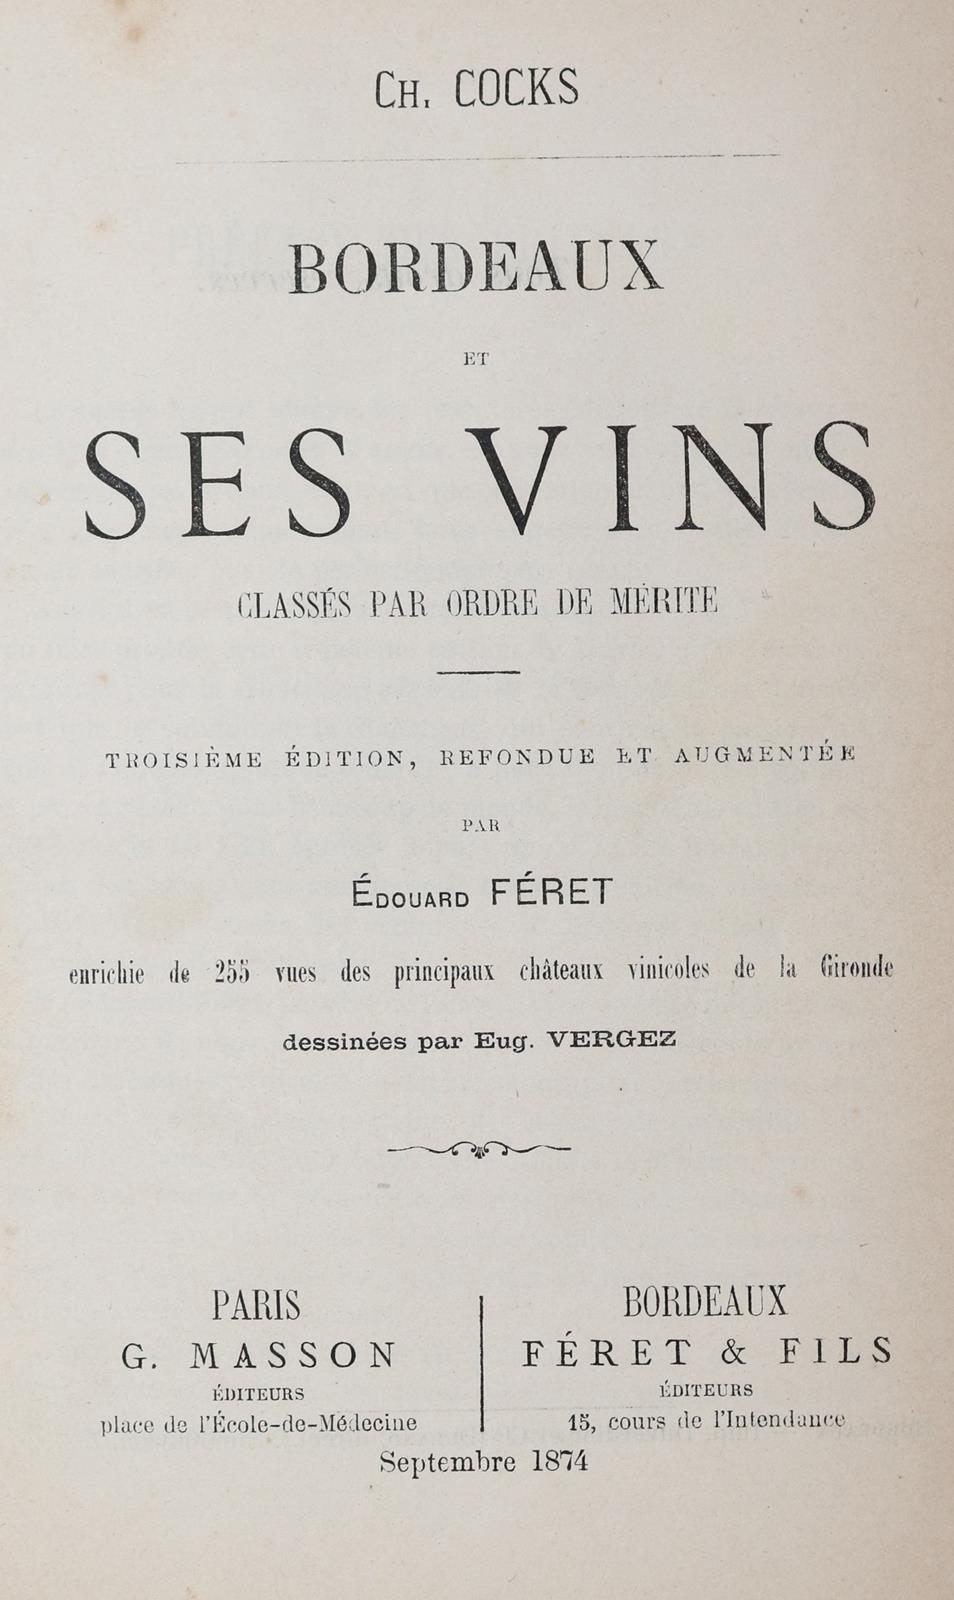 CH. COCKS
BORDEAUX
ET
SES VINS
CLASSÉS PAR ORDRE DE MÉRITE
TROISIÈME ÉDITION, REFONDUE ET AUGMENTÉE
PAR
ÉDOUARD FÉRET
enrichie de 255 vues des principaux châteaux vinicoles de la Gironde
dessinées par Eug. VERGEZ
PARIS
G. MASSON
ÉDITEURS
place de l'École-de-Médecine
BORDEAUX
FÉRET & FILS
ÉDITEURS
15, cours de l'Intendance
Septembre 1874